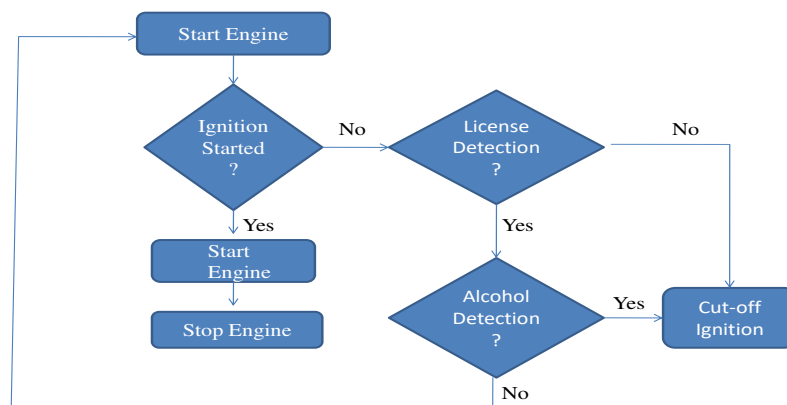 Start Engine
Ignition
Started
?
No
License
Detection
?
No
Yes
Yes
Start
Engine
Stop Engine
Alcohol
Detection
?
Yes
Cut-off
Ignition
No